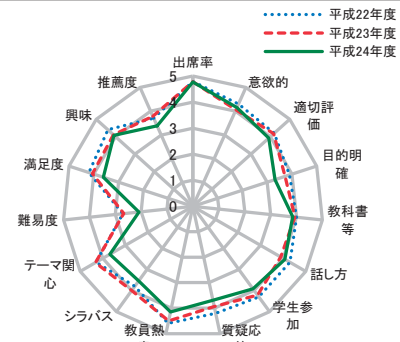 平成22年度
平成23年度
平成24年度
出席率
意欲的
適切評
価
目的明
確
教科書
等
話し方
学生参
加
質疑応
教員熱
シラバス
テーマ関
心
難易度
満足度
興味
推薦度
5
4
3
2
1
0